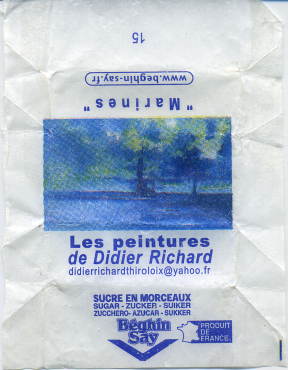 15
www.beghin-say.fr
"Marines"
Les peintures
de Didier Richard
didierrichardthiroloix@yahoo.fr
SUCRE EN MORCEAUX
SUGAR - ZUCKER - SUIKER
ZUCCHERO - AZUCAR - SUKKER
Béghin
Say
PRODUIT
DE
FRANCE